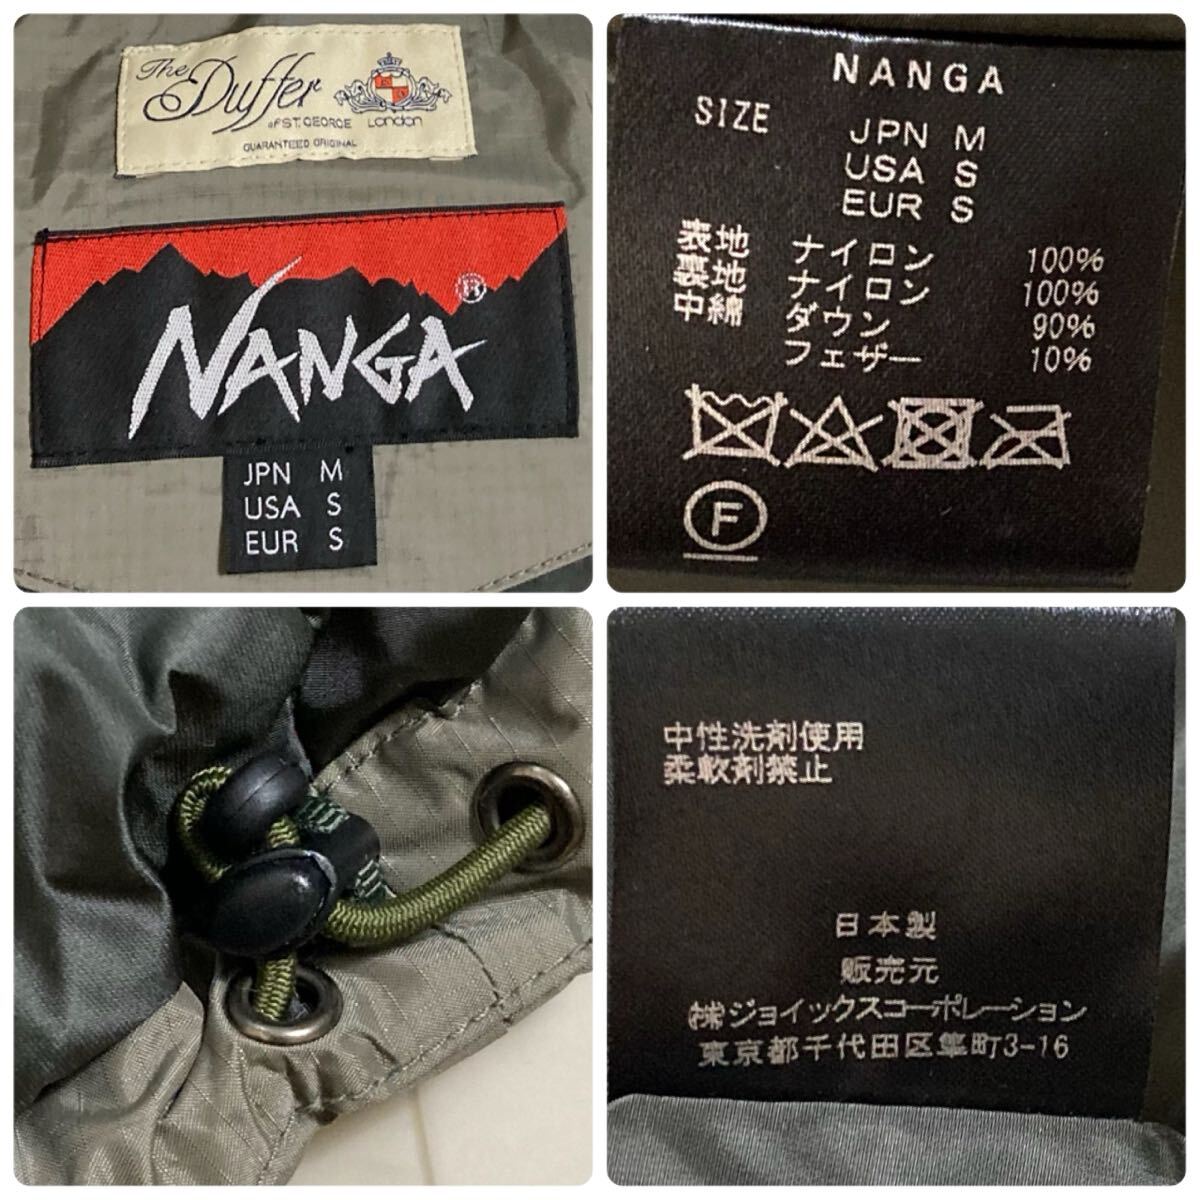 The Duffer
of ST. GEORGE London
GUARANTEED ORIGINAL
NANGA®
JPN M
USA S
EUR S
NANGA
SIZE JPN M
USA S
EUR S
表地 ナイロン 100%
裏地 ナイロン 100%
中綿 ダウン 90%
フェザー 10%
F
中性洗剤使用
柔軟剤禁止
日本製
販売元
㈱ジョイックスコーポレーション
東京都千代田区隼町3-16